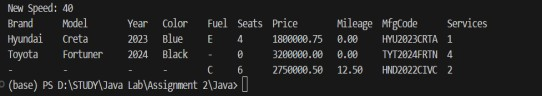 New Speed: 40
Brand Model Year Color Fuel Seats Price Mileage MfgCode Services
Hyundai Creta 2023 Blue E 4 1800000.75 0.00 HYU2023CRTA 1
Toyota Fortuner 2024 Black - 0 3200000.00 0.00 TYT2024FRTN 4
- - - - C 6 2750000.50 12.50 HND2022CIVC 2
(base) PS D:\STUDY\Java Lab\Assignment 2\Java>